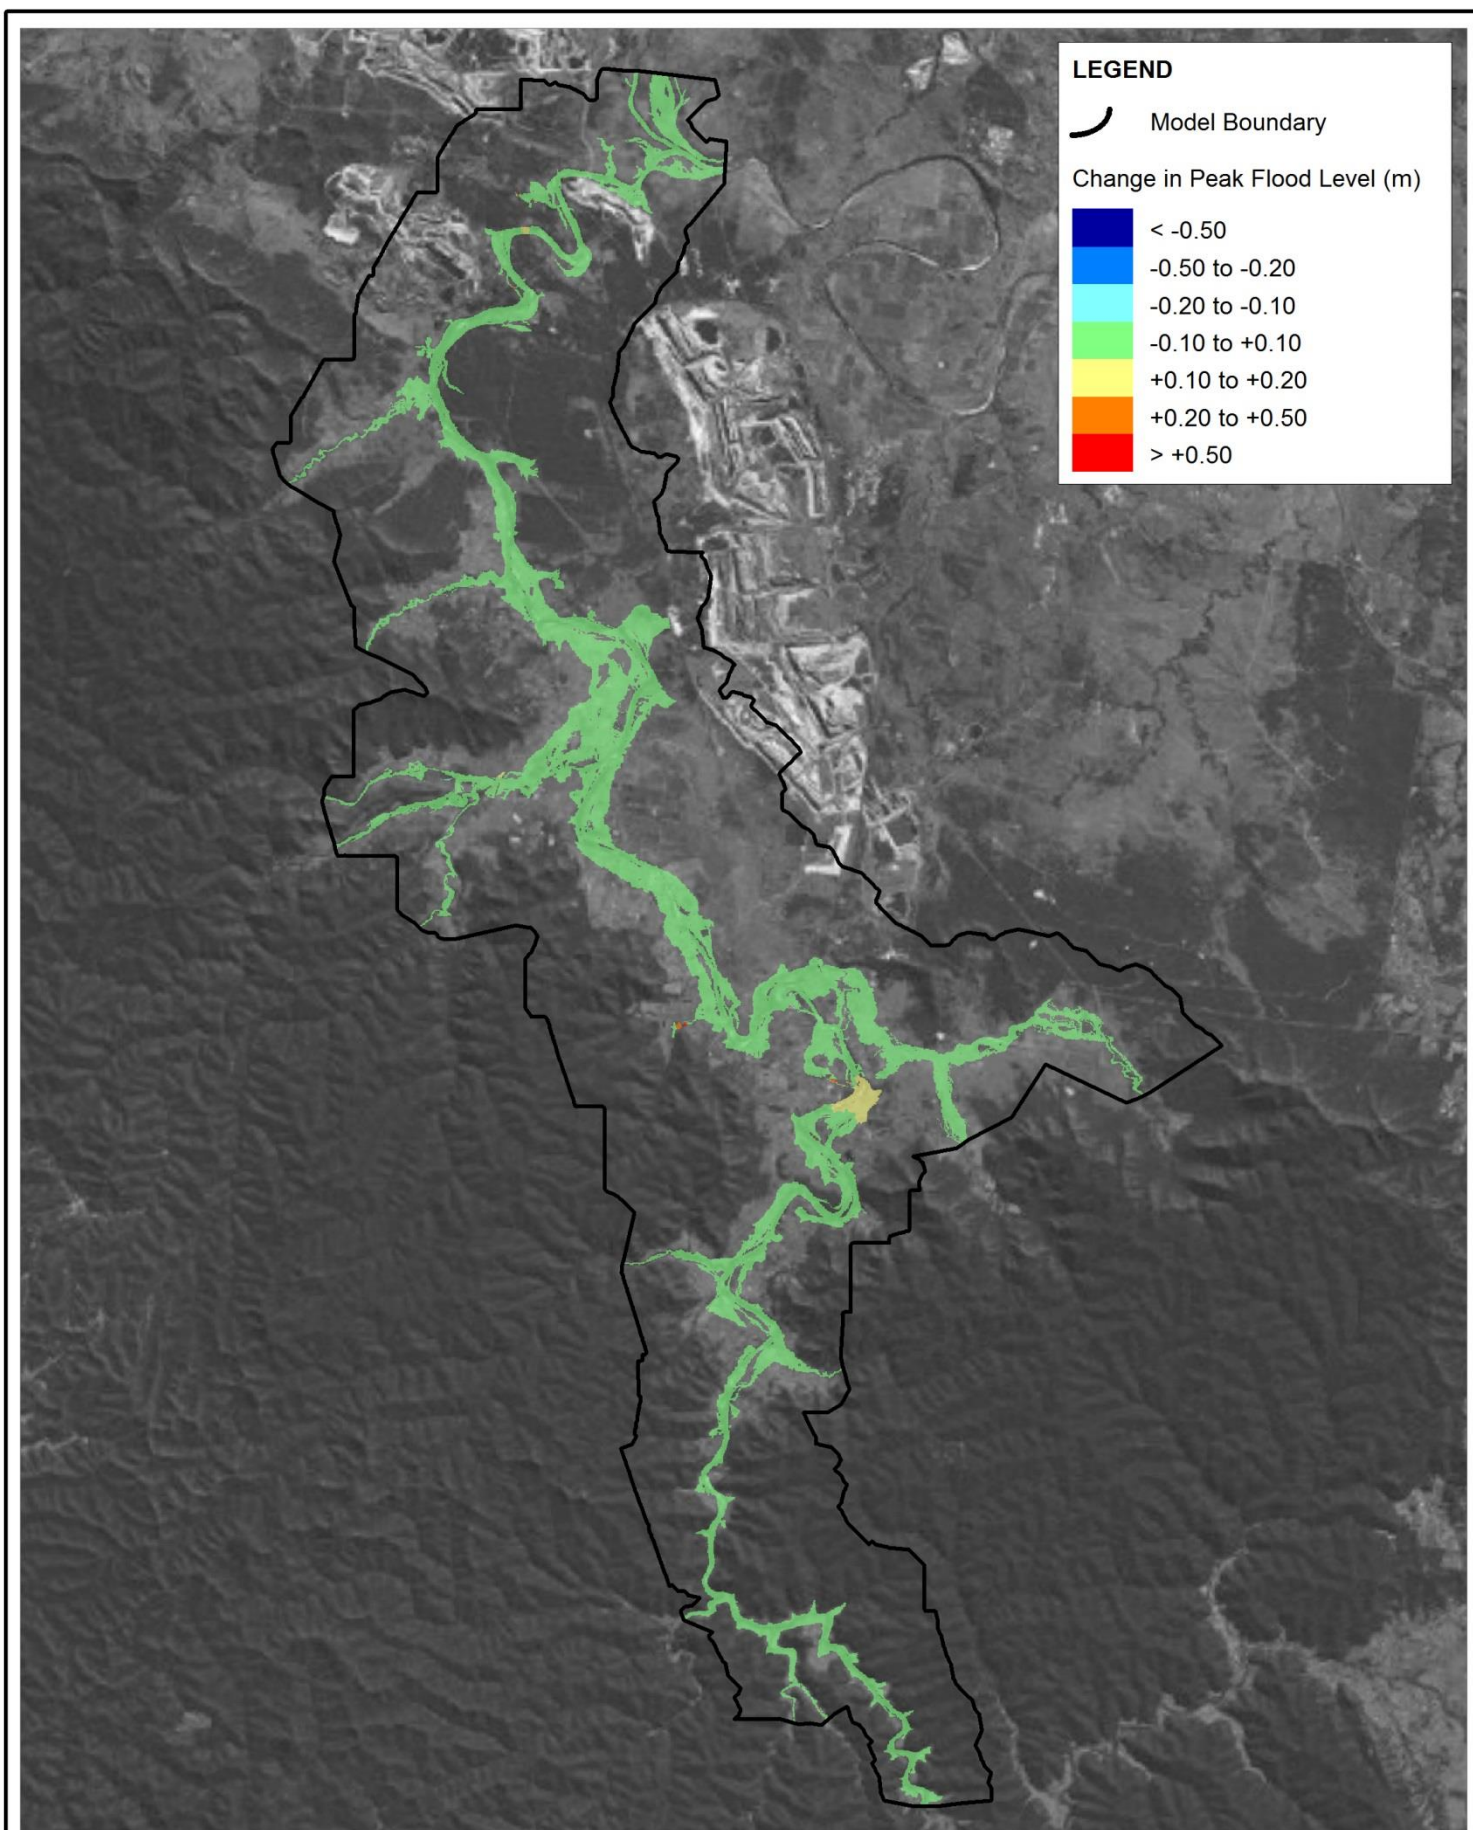 LEGEND
Model Boundary
Change in Peak Flood Level (m)
< -0.50
-0.50 to -0.20
-0.20 to -0.10
-0.10 to +0.10
+0.10 to +0.20
+0.20 to +0.50
> +0.50